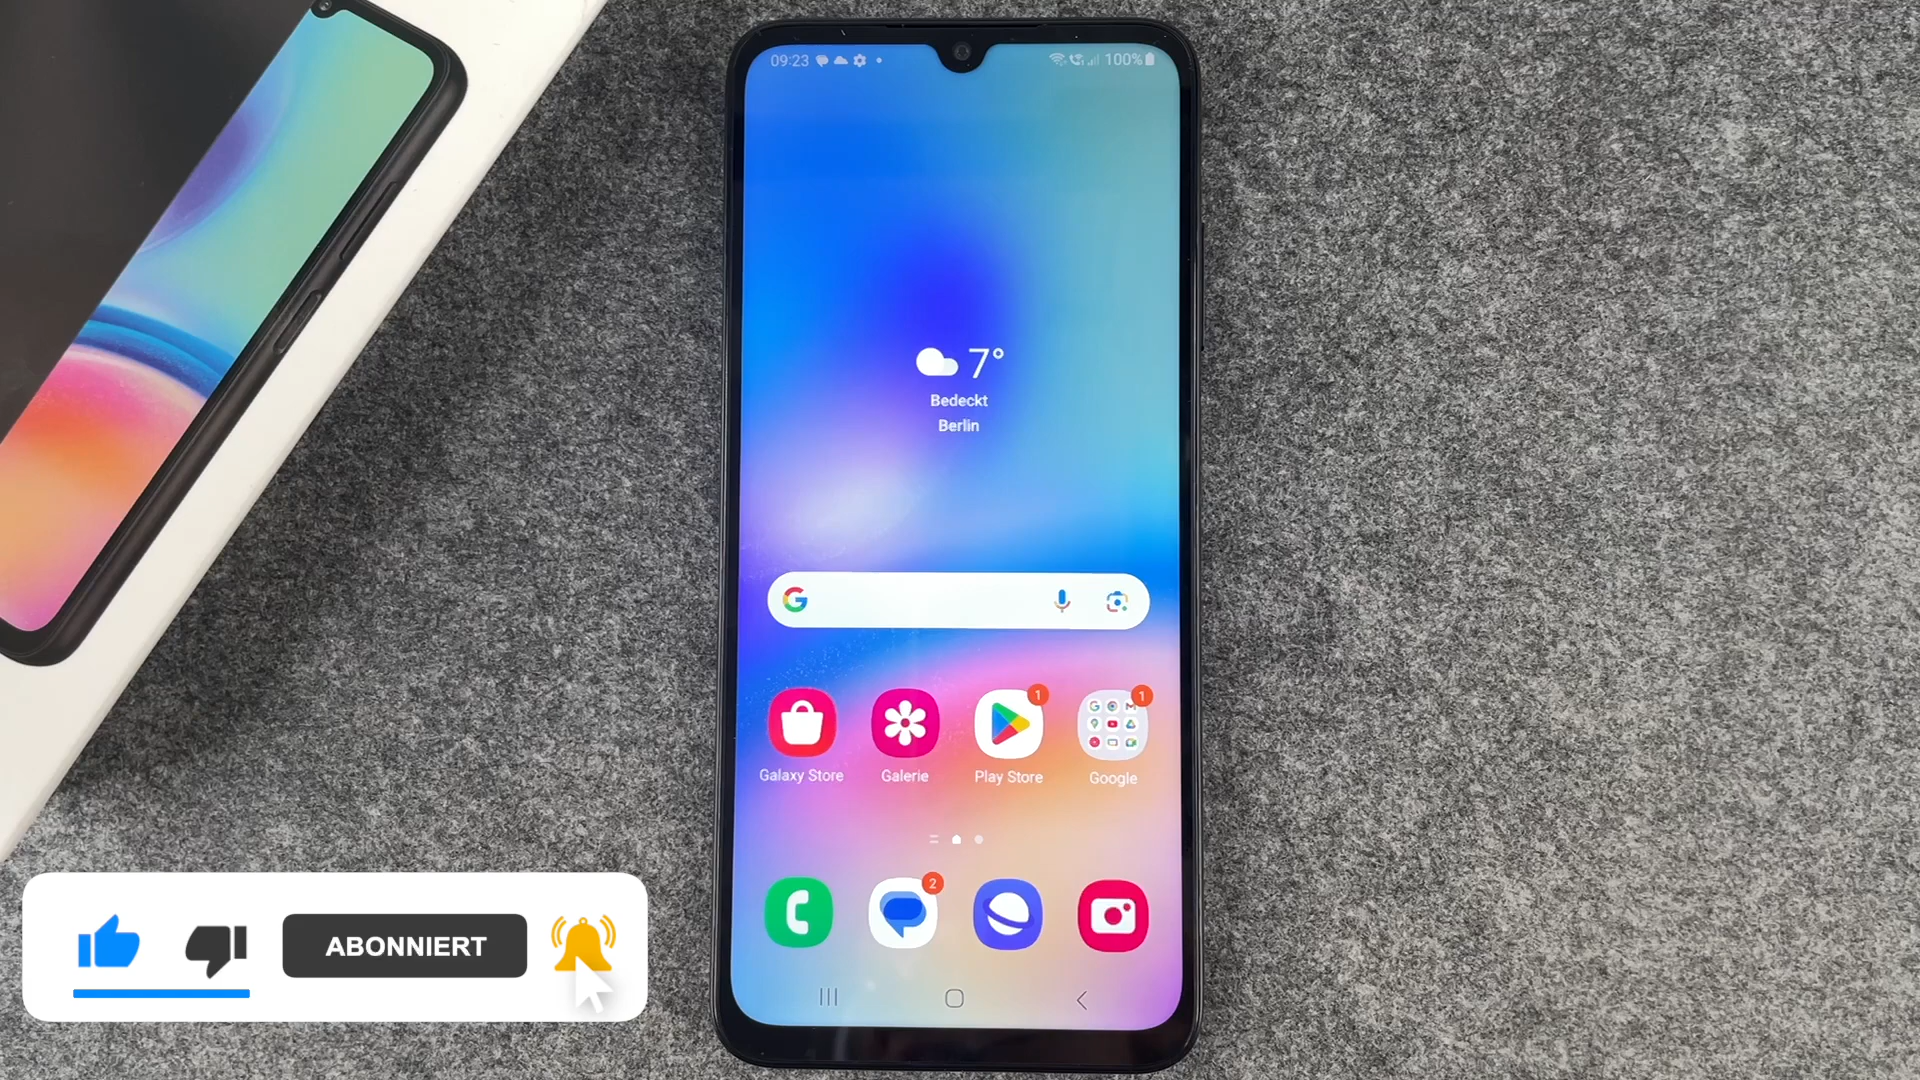 09:23
100%
7°
Bedeckt
Berlin
1
1
Galaxy Store
Galerie
Play Store
Google
2
ABONNIERT